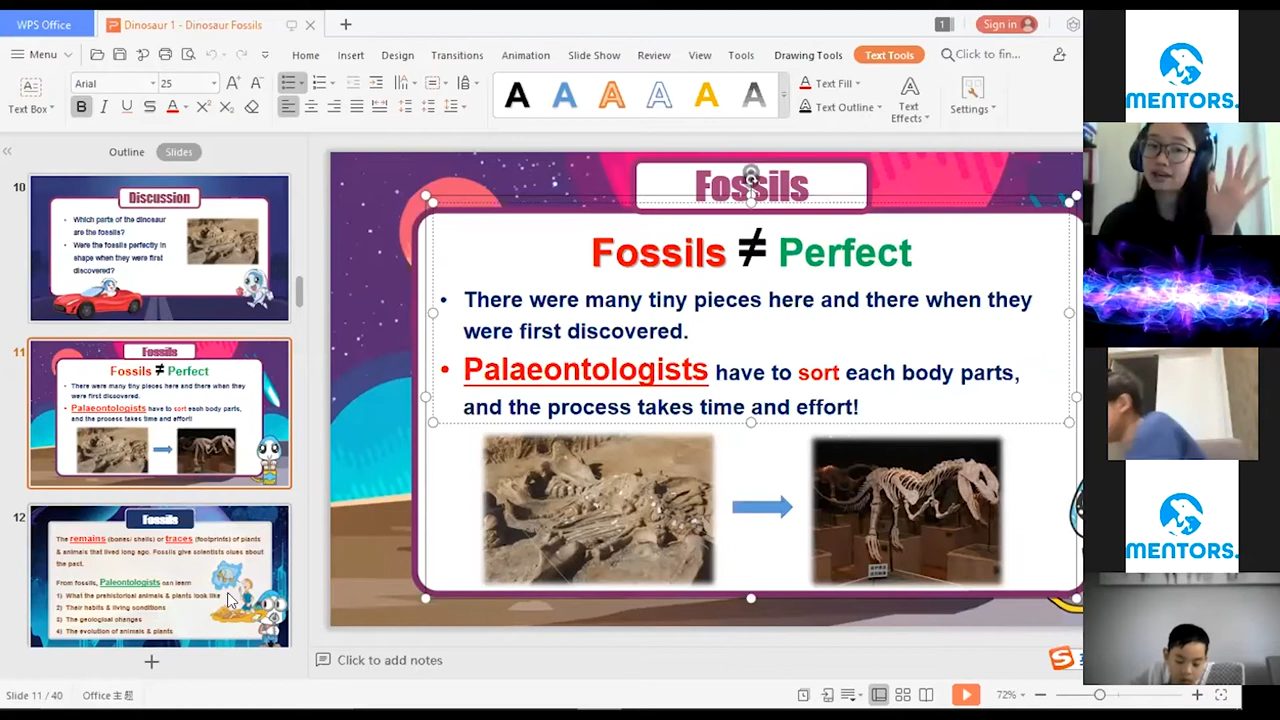 WPS Office
Dinosaur 1 - Dinosaur Fossils
1
Sign in
Menu
Home
Insert
Design
Transitions
Animation
Slide Show
Review
View
Tools
Drawing Tools
Text Tools
Click to fin...
Text Box
Arial
25
Text Fill
Text Outline
Text
Effects
Settings
Outline
Slides
10
Discussion
• Which parts of the dinosaur
are the fossils?
• Were the fossils perfectly in
shape when they were first
discovered?
11
Fossils
Fossils ≠ Perfect
• There were many tiny pieces here and there when they
were first discovered.
• Palaeontologists have to sort each body parts,
and the process takes time and effort!
12
Fossils
The remains (bones/ shells) or traces (footprints) of plants
& animals that lived long ago. Fossils give scientists clues about
the past.
From fossils, Paleontologists can learn
1) What the prehistorical animals & plants look like
2) Their habits & living conditions
3) The geological changes
4) The evolution of animals & plants
Fossils
Fossils ≠ Perfect
• There were many tiny pieces here and there when they
were first discovered.
• Palaeontologists have to sort each body parts,
and the process takes time and effort!
Click to add notes
Slide 11 / 40
Office 主题
72%
MENTORS.
MENTORS.